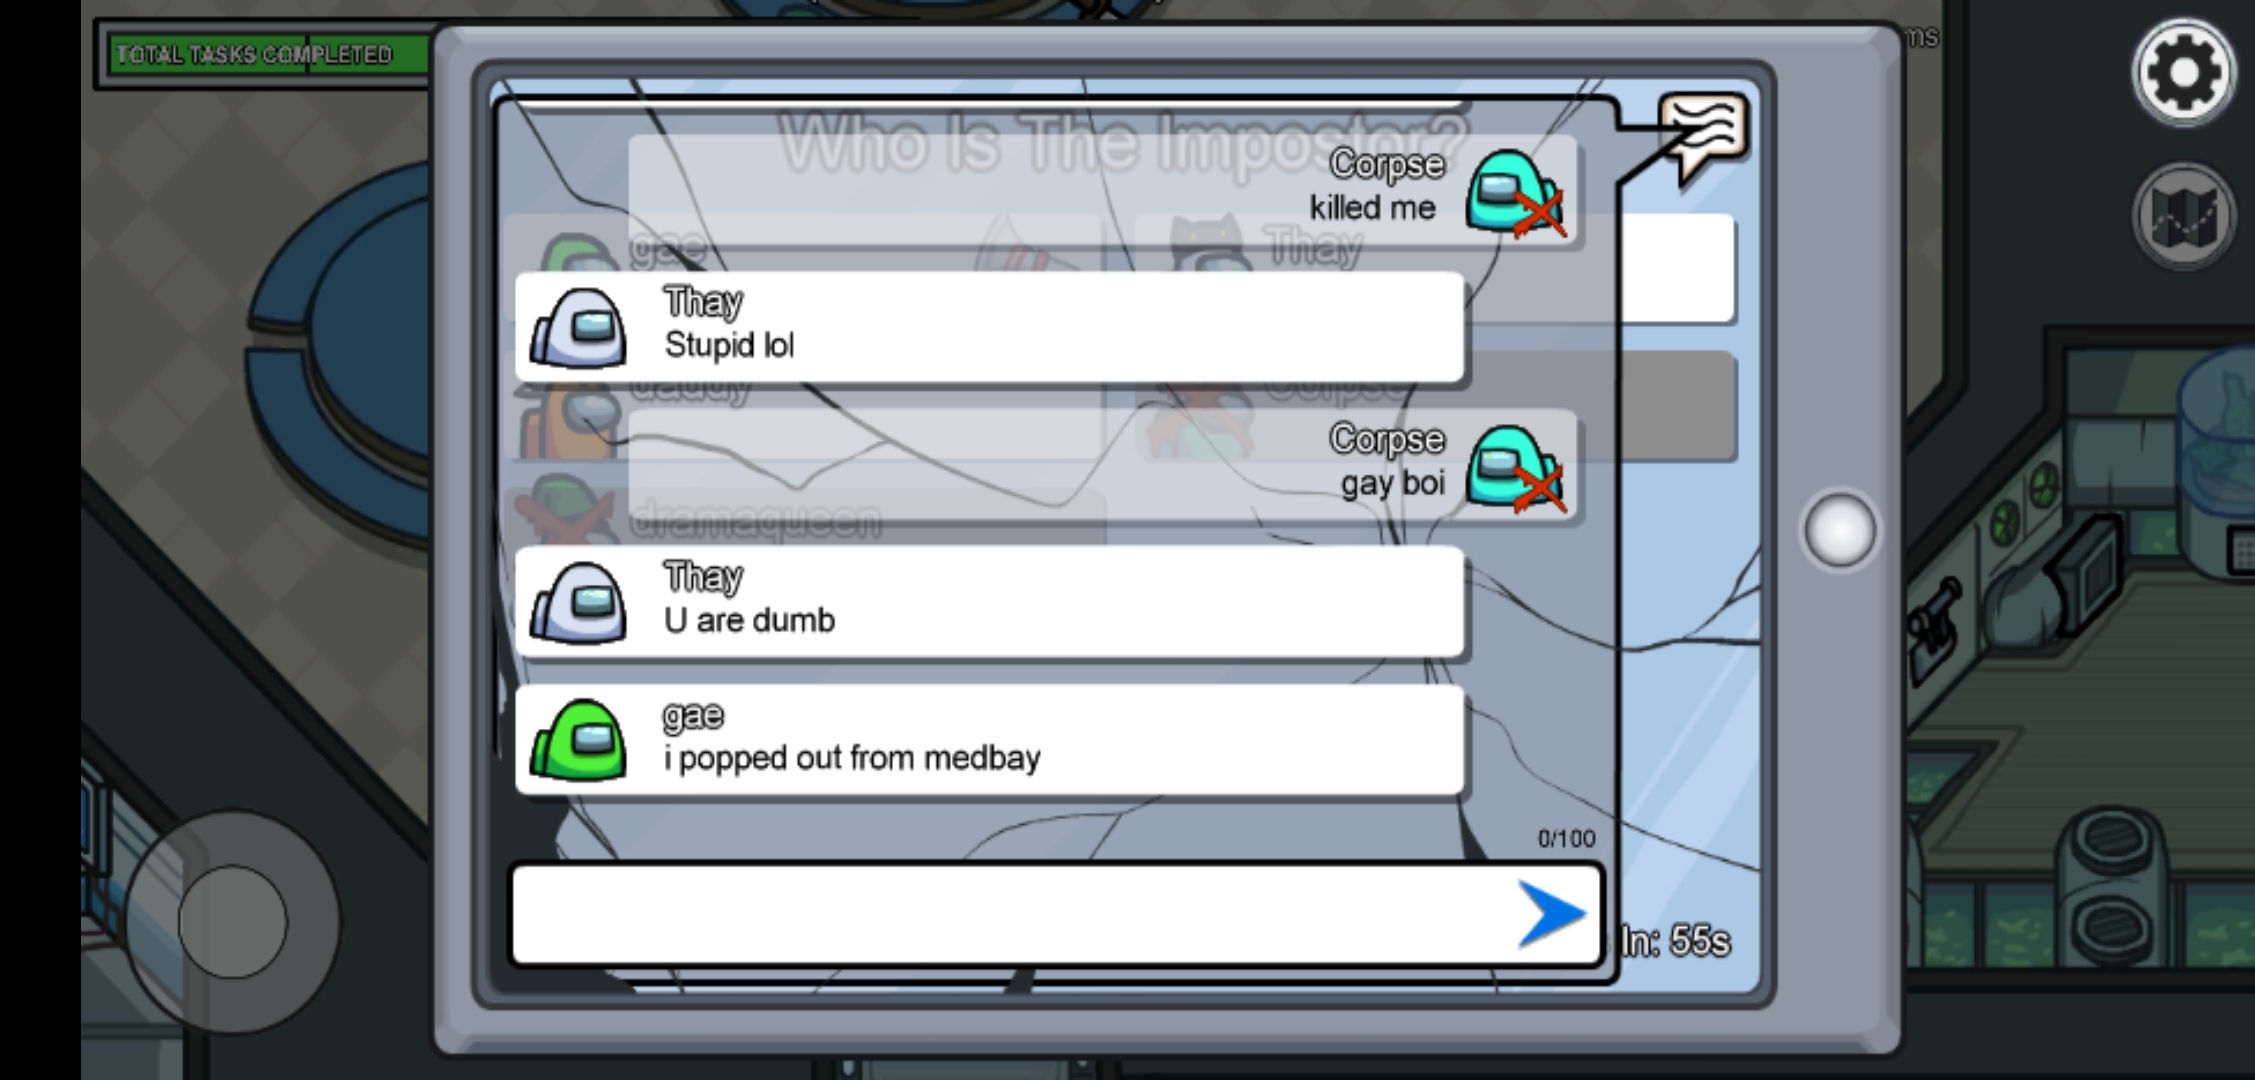 TOTAL TASKS COMPLETED
ms
Who Is The Impostor?
Corpse
killed me
gae
Thay
Thay
Stupid lol
daddy
Corpse
Corpse
gay boi
dramaqueen
Thay
U are dumb
gae
i popped out from medbay
0/100
In: 55s